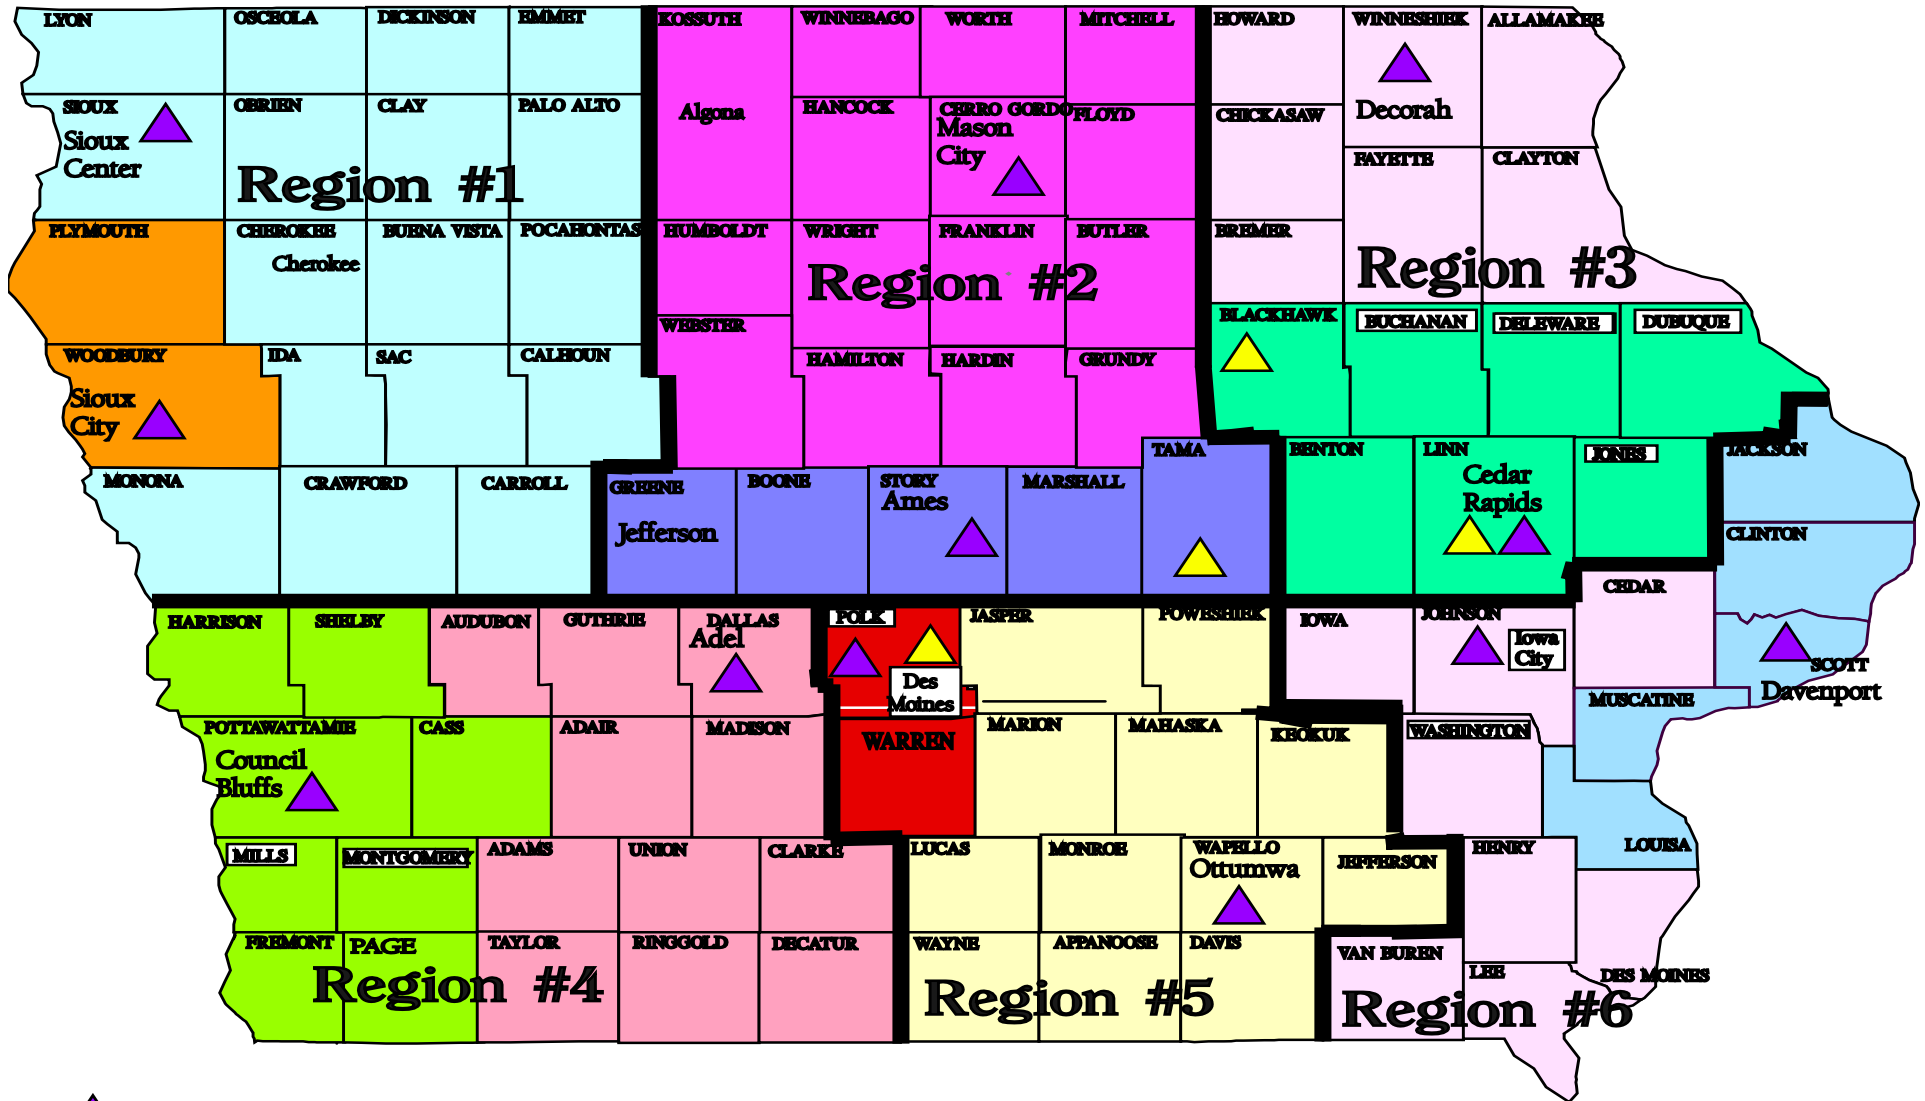 LYON
OSCEOLA
DICKINSON
EMMET
KOSSUTH
WINNEBAGO
WORTH
MITCHELL
HOWARD
WINNESHIEK
ALLAMAKEE
SIOUX
Sioux
Center
OBRIEN
CLAY
PALO ALTO
Algona
HANCOCK
CERRO GORDO
Mason
City
FLOYD
CHICKASAW
Decorah
FAYETTE
CLAYTON
Region #1
PLYMOUTH
CHEROKEE
Cherokee
BUENA VISTA
POCAHONTAS
HUMBOLDT
WRIGHT
FRANKLIN
BUTLER
BREMER
Region #2
Region #3
WEBSTER
BLACKHAWK
BUCHANAN
DELEWARE
DUBUQUE
WOODBURY
Sioux
City
IDA
SAC
CALHOUN
HAMILTON
HARDIN
GRUNDY
TAMA
BENTON
LINN
Cedar
Rapids
JONES
JACKSON
MONONA
CRAWFORD
CARROLL
GREENE
Jefferson
BOONE
STORY
Ames
MARSHALL
CLINTON
CEDAR
HARRISON
SHELBY
AUDUBON
GUTHRIE
DALLAS
Adel
POLK
Des
Moines
JASPER
POWESHIEK
IOWA
JOHNSON
Iowa
City
SCOTT
Davenport
MUSCATINE
POTTAWATTAMIE
Council
Bluffs
CASS
ADAIR
MADISON
WARREN
MARION
MAHASKA
KEOKUK
WASHINGTON
LOUISA
MILLS
MONTGOMERY
ADAMS
UNION
CLARKE
LUCAS
MONROE
WAPELLO
Ottumwa
JEFFERSON
HENRY
FREMONT
PAGE
TAYLOR
RINGGOLD
DECATUR
WAYNE
APPANOOSE
DAVIS
VAN BUREN
LEE
DES MOINES
Region #4
Region #5
Region #6